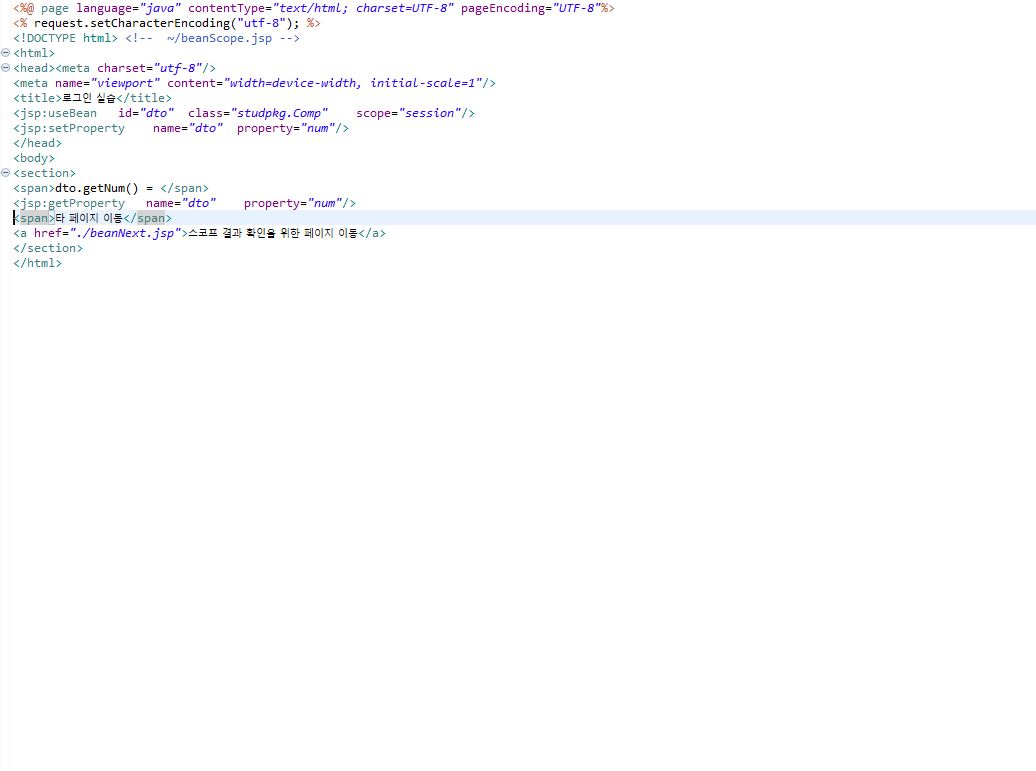 <%@ page language="java" contentType="text/html; charset=UTF-8" pageEncoding="UTF-8"%>
<% request.setCharacterEncoding("utf-8"); %>
<!DOCTYPE html> <!--  ~/beanScope.jsp -->
<html>
<head><meta charset="utf-8"/>
<meta name="viewport" content="width=device-width, initial-scale=1"/>
<title>로그인 실습</title>
<jsp:useBean   id="dto"  class="studpkg.Comp"    scope="session"/>
<jsp:setProperty    name="dto"  property="num"/>
</head>
<body>
<section>
<span>dto.getNum() = </span>
<jsp:getProperty   name="dto"    property="num"/>
<span>타 페이지 이동</span>
<a href="./beanNext.jsp">스코프 결과 확인을 위한 페이지 이동</a>
</section>
</html>